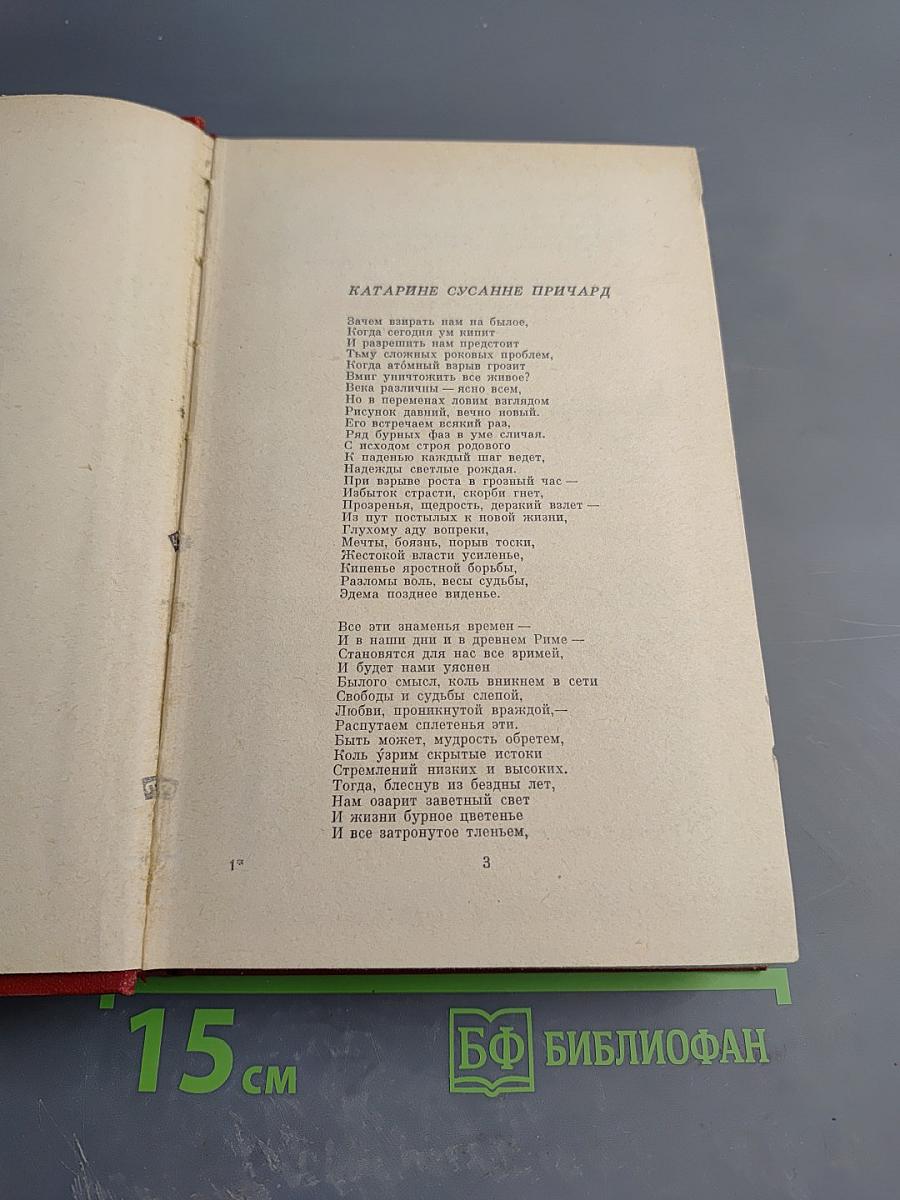 КАТАРИНЕ СУСАННЕ ПРИЧАРД
Зачем взирать нам на былое,
Когда сегодня ум кипит
И разрешить нам предстоит
Тьму сложных роковых проблем,
Когда ато́мный взрыв грозит
Вмиг уничтожить все живое?
Века различны — ясно всем,
Но в переменах ловим взглядом
Рисунок давний, вечно новый.
Его встречаем всякий раз,
Ряд бурных фаз в уме сличая.
С исходом строя родового
К паденью каждый шаг ведет,
Надежды светлые рождая.
При взрыве роста в грозный час —
Избыток страсти, скорби гнет,
Прозренья, щедрость, дерзкий взлет —
Из пут постылых к новой жизни,
Глухому аду вопреки,
Мечты, боязнь, порыв тоски,
Жестокой власти усиленье,
Кипенье яростной борьбы,
Разломы воль, весы судьбы,
Эдема позднее виденье.
Все эти знаменья времен —
И в наши дни и в древнем Риме —
Становятся для нас все зримей,
И будет нами уяснен
Былого смысл, коль вникнем в сети
Свободы и судьбы слепой,
Любви, проникнутой враждой,—
Распутаем сплетенья эти.
Быть может, мудрость обретем,
Коль у́зрим скрытые истоки
Стремлений низких и высоких.
Тогда, блеснув из бездны лет,
Нам озарит заветный свет
И жизни бурное цветенье
И все затронутое тленьем,
1*
3
15 см
БФ БИБЛИОФАН